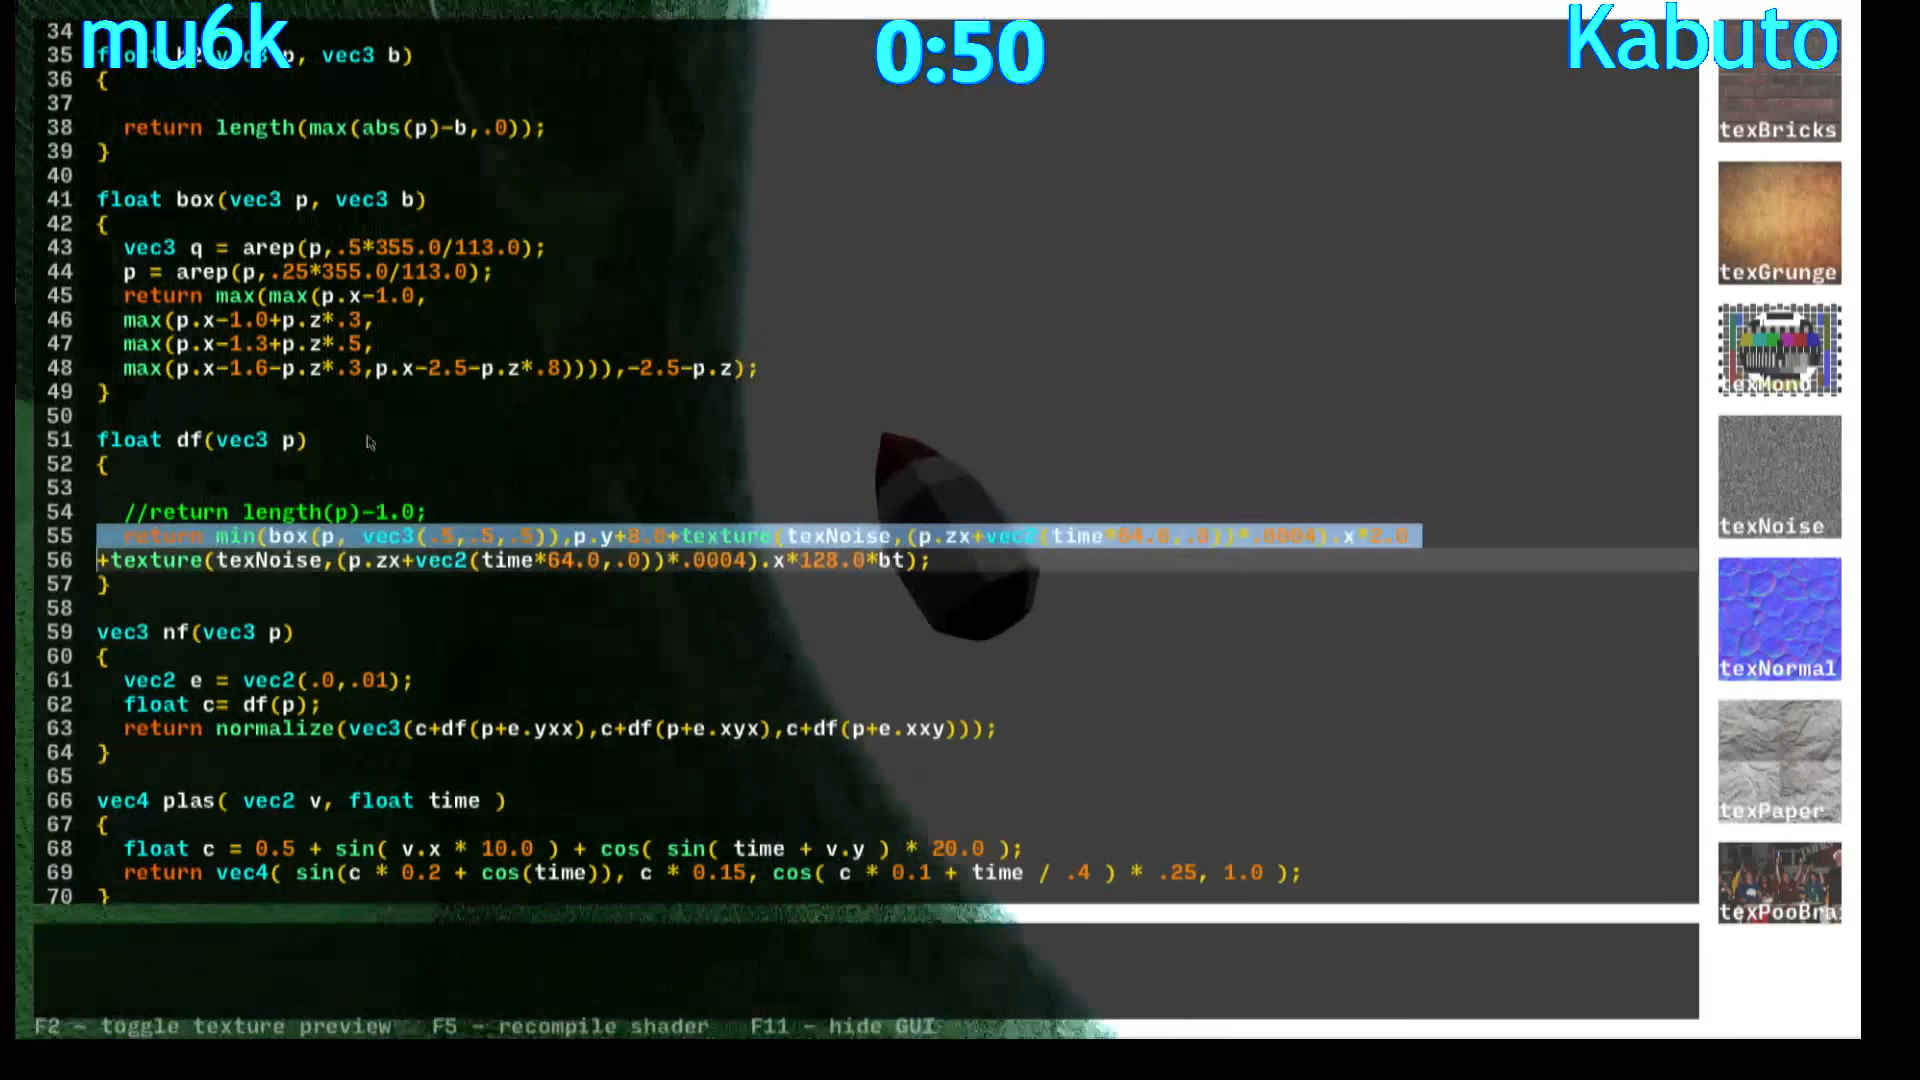 mu6k
0:50
Kabuto
34
35 float b2(vec3 p, vec3 b)
36 {
37
38 return length(max(abs(p)-b,.0));
39 }
40
41 float box(vec3 p, vec3 b)
42 {
43 vec3 q = arep(p,.5*355.0/113.0);
44 p = arep(p,.25*355.0/113.0);
45 return max(max(p.x-1.0,
46 max(p.x-1.0+p.z*.3,
47 max(p.x-1.3+p.z*.5,
48 max(p.x-1.6-p.z*.3,p.x-2.5-p.z*.8)))),-2.5-p.z);
49 }
50
51 float df(vec3 p)
52 {
53
54 //return length(p)-1.0;
55 return min(box(p, vec3(.5,.5,.5)),p.y+8.0+texture(texNoise,(p.zx+vec2(time*64.0,.0))*.0004).x*2.0
56 +texture(texNoise,(p.zx+vec2(time*64.0,.0))*.0004).x*128.0*bt);
57 }
58
59 vec3 nf(vec3 p)
60 {
61 vec2 e = vec2(.0,.01);
62 float c= df(p);
63 return normalize(vec3(c+df(p+e.yxx),c+df(p+e.xyx),c+df(p+e.xxy)));
64 }
65
66 vec4 plas( vec2 v, float time )
67 {
68 float c = 0.5 + sin( v.x * 10.0 ) + cos( sin( time + v.y ) * 20.0 );
69 return vec4( sin(c * 0.2 + cos(time)), c * 0.15, cos( c * 0.1 + time / .4 ) * .25, 1.0 );
70 }
texBricks
texGrunge
texMono
texNoise
texNormal
texPaper
texPooBra
F2 - toggle texture preview F5 - recompile shader F11 - hide GUI